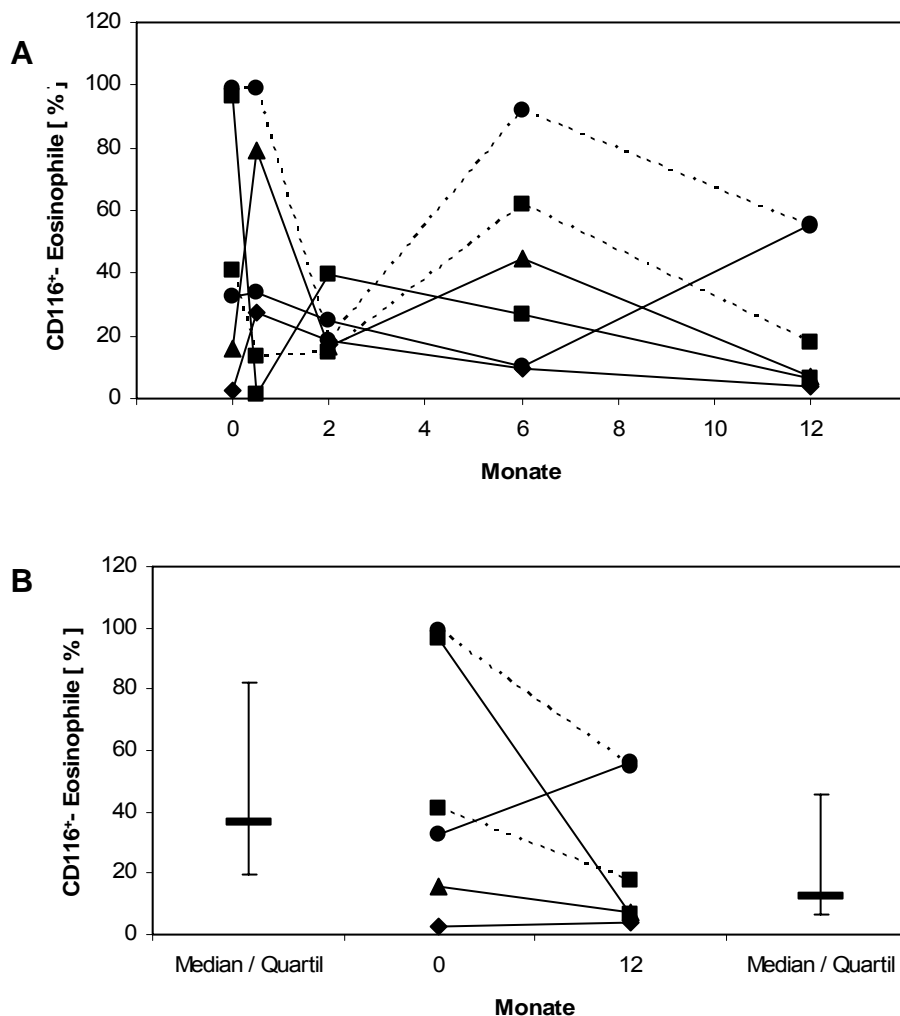 A
CD116⁺- Eosinophile [ % ]
120
100
80
60
40
20
0
0 2 4 6 8 10 12
Monate
B
CD116⁺- Eosinophile [ % ]
120
100
80
60
40
20
0
Median / Quartil 0 12 Median / Quartil
Monate